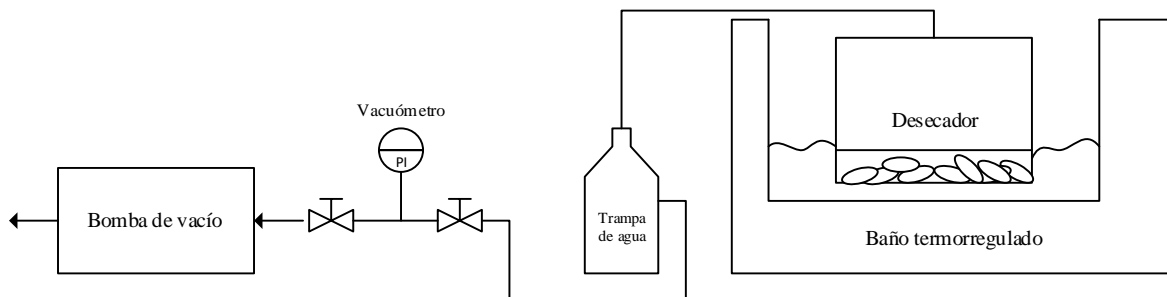 Vacuómetro
PI
Bomba de vacío
Trampa
de agua
Desecador
Baño termorregulado